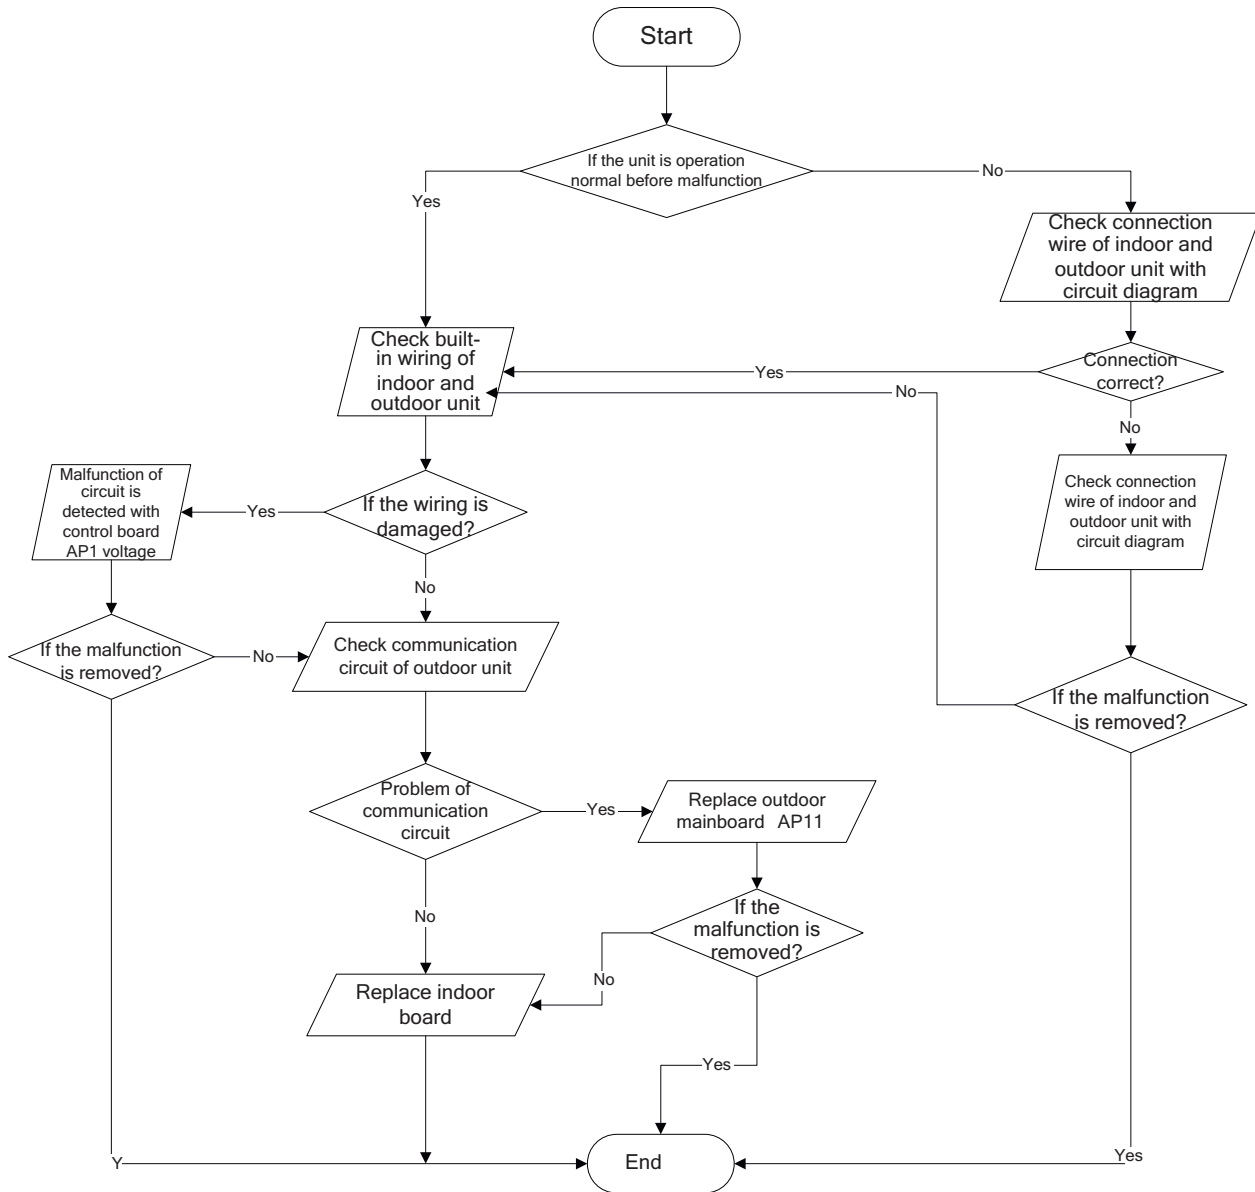 Start
If the unit is operation
normal before malfunction
No
Yes
Check connection
wire of indoor and
outdoor unit with
circuit diagram
Check built-
in wiring of
indoor and
outdoor unit
Connection
correct?
Yes
No
No
Malfunction of
circuit is
detected with
control board
AP1 voltage
Yes
If the wiring is
damaged?
Check connection
wire of indoor and
outdoor unit with
circuit diagram
No
If the malfunction
is removed?
No
Check communication
circuit of outdoor unit
If the malfunction
is removed?
Problem of
communication
circuit
Yes
Replace outdoor
mainboard AP11
No
If the
malfunction is
removed?
No
Replace indoor
board
Yes
Y
End
Yes